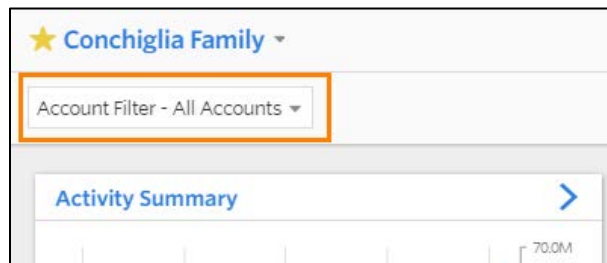 Conchiglia Family
Account Filter - All Accounts
Activity Summary
70.0M